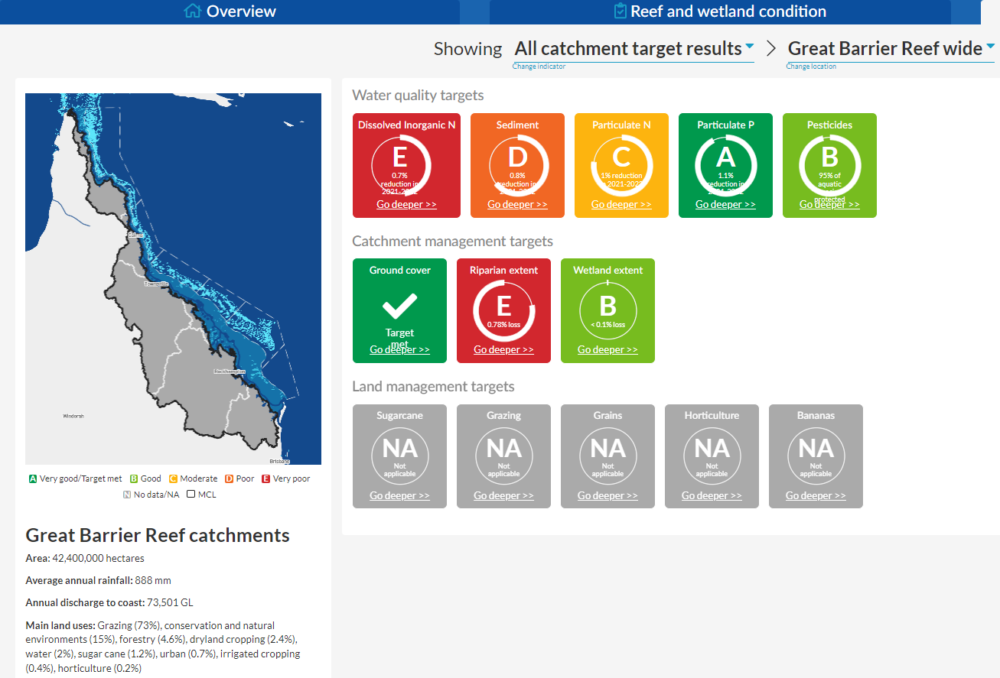 Overview
Reef and wetland condition
Showing All catchment target results > Great Barrier Reef wide
Change indicator
Change location
Cairns
Townsville
Rockhampton
Windorah
Brisbane
A Very good/Target met B Good C Moderate D Poor E Very poor
N No data/NA MCL
Great Barrier Reef catchments
Area: 42,400,000 hectares
Average annual rainfall: 888 mm
Annual discharge to coast: 73,501 GL
Main land uses: Grazing (73%), conservation and natural
environments (15%), forestry (4.6%), dryland cropping (2.4%),
water (2%), sugar cane (1.2%), urban (0.7%), irrigated cropping
(0.4%), horticulture (0.2%)
Water quality targets
Dissolved Inorganic N
E
0.7%
reduction in
Go deeper >>
Sediment
D
0.8%
reduction in
Go deeper >>
Particulate N
C
1% reduction
2021-2022
Go deeper >>
Particulate P
A
1.1%
reduction in
Go deeper >>
Pesticides
B
95% of
aquatic
protected
Go deeper >>
Catchment management targets
Ground cover
Target
met
Go deeper >>
Riparian extent
E
0.78% loss
Go deeper >>
Wetland extent
B
< 0.1% loss
Go deeper >>
Land management targets
Sugarcane
NA
Not
applicable
Go deeper >>
Grazing
NA
Not
applicable
Go deeper >>
Grains
NA
Not
applicable
Go deeper >>
Horticulture
NA
Not
applicable
Go deeper >>
Bananas
NA
Not
applicable
Go deeper >>